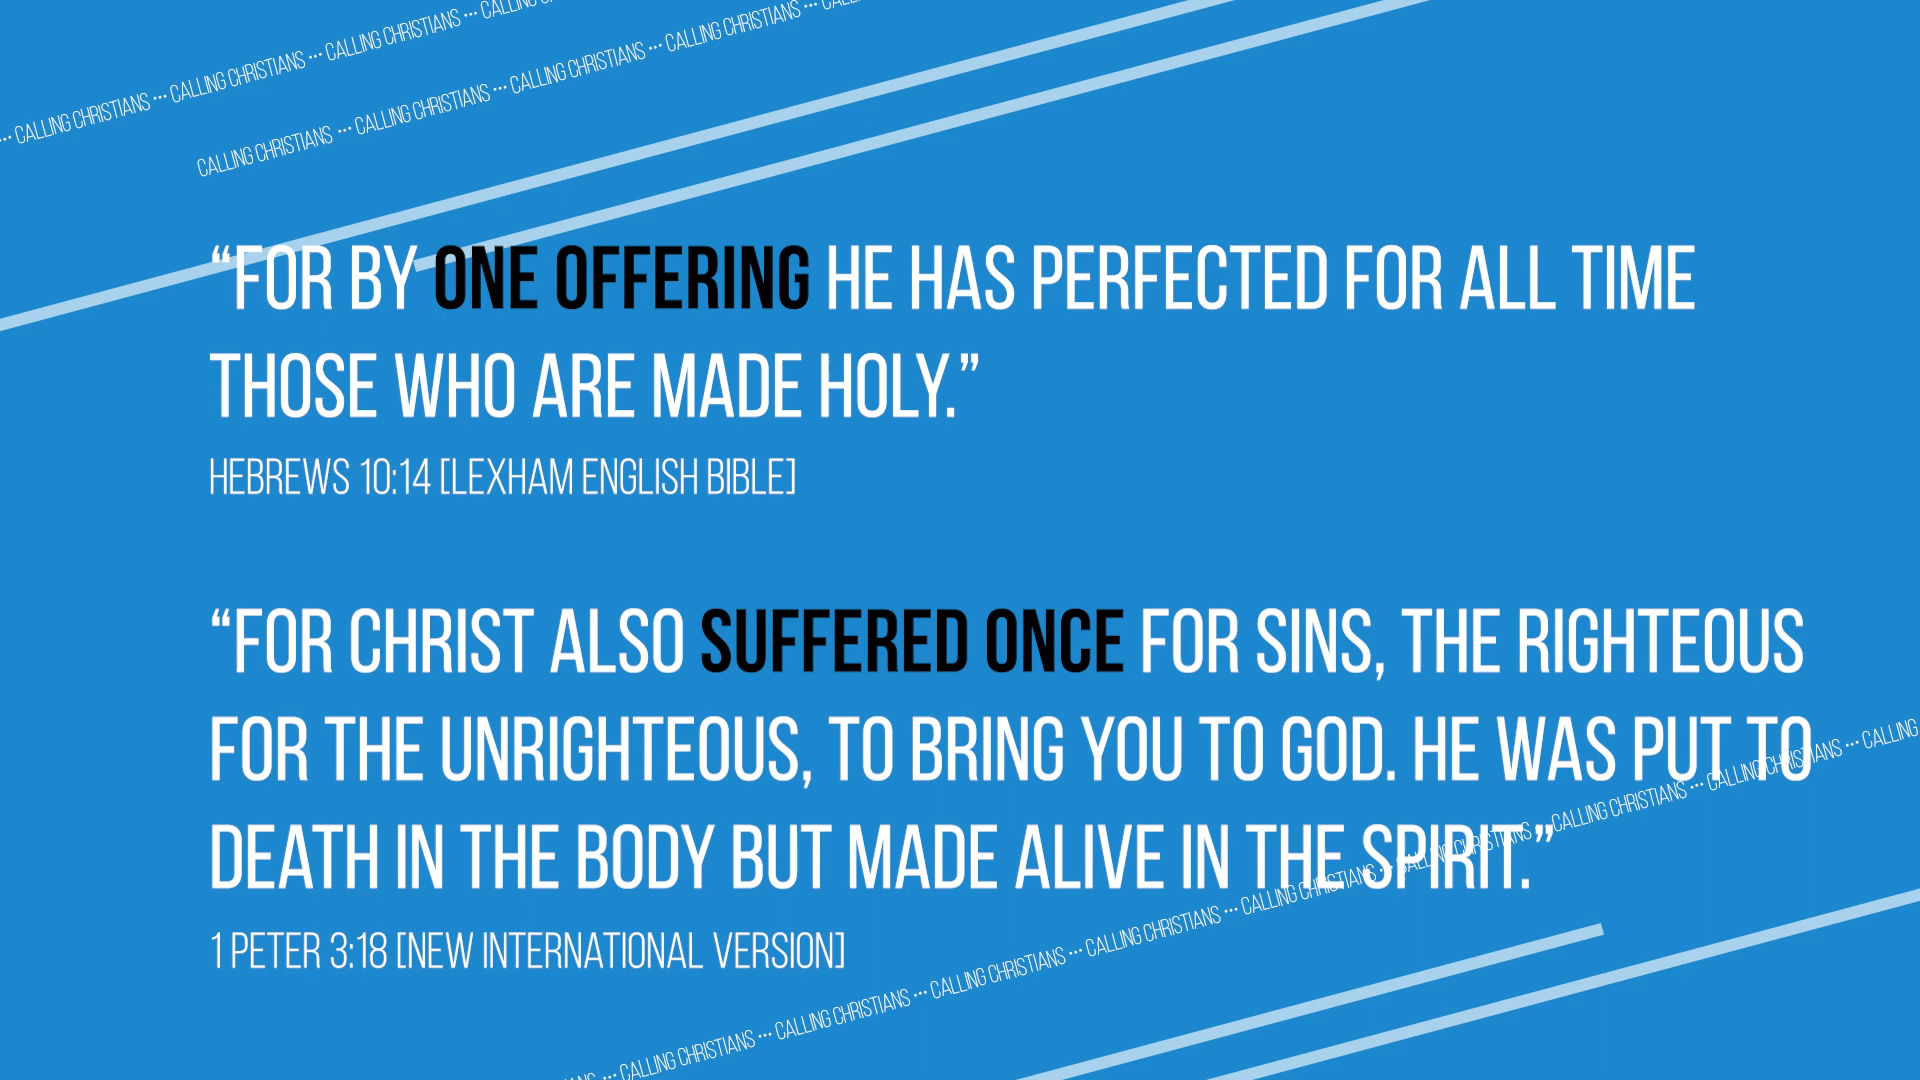 ••• CALLING CHRISTIANS ••• CALLING CHRISTIANS ••• CALLING CHRISTIANS ••• CALLING
CALLING CHRISTIANS ••• CALLING CHRISTIANS ••• CALLING CHRISTIANS ••• CALLING CHRISTIANS •••
“FOR BY ONE OFFERING HE HAS PERFECTED FOR ALL TIME
THOSE WHO ARE MADE HOLY.”
HEBREWS 10:14 [LEXHAM ENGLISH BIBLE]
“FOR CHRIST ALSO SUFFERED ONCE FOR SINS, THE RIGHTEOUS
FOR THE UNRIGHTEOUS, TO BRING YOU TO GOD. HE WAS PUT TO
DEATH IN THE BODY BUT MADE ALIVE IN THE SPIRIT.”
1 PETER 3:18 [NEW INTERNATIONAL VERSION]
••• CALLING CHRISTIANS ••• CALLING CHRISTIANS ••• CALLING CHRISTIANS ••• CALLING CHRISTIANS ••• CALLING CHRISTIANS ••• CALLING CHRISTIANS ••• CALLING CHRISTIANS ••• CALLING CHRISTIANS ••• CALLING